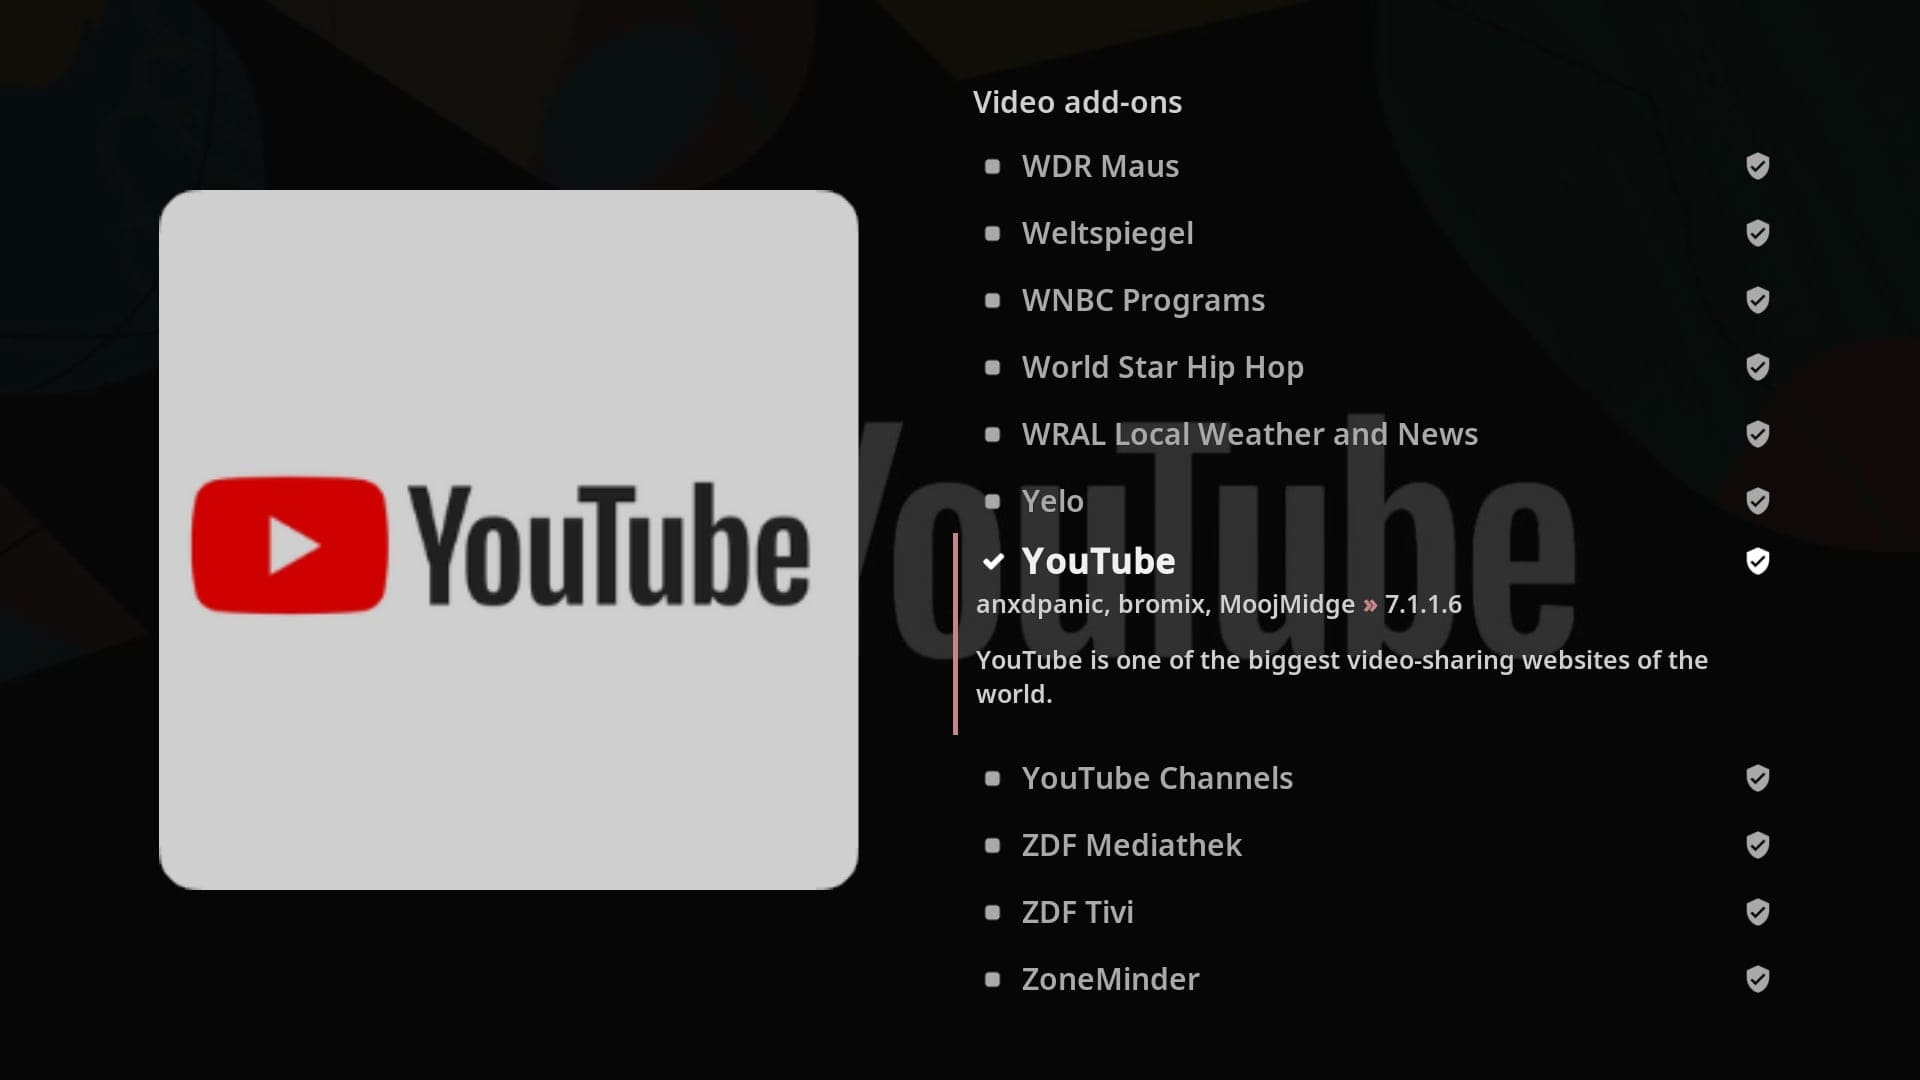 Video add-ons
WDR Maus
Weltspiegel
WNBC Programs
World Star Hip Hop
WRAL Local Weather and News
Yelo
YouTube
anxdpanic, bromix, MoojMidge » 7.1.1.6
YouTube is one of the biggest video-sharing websites of the
world.
YouTube Channels
ZDF Mediathek
ZDF Tivi
ZoneMinder
YouTube
YouTube